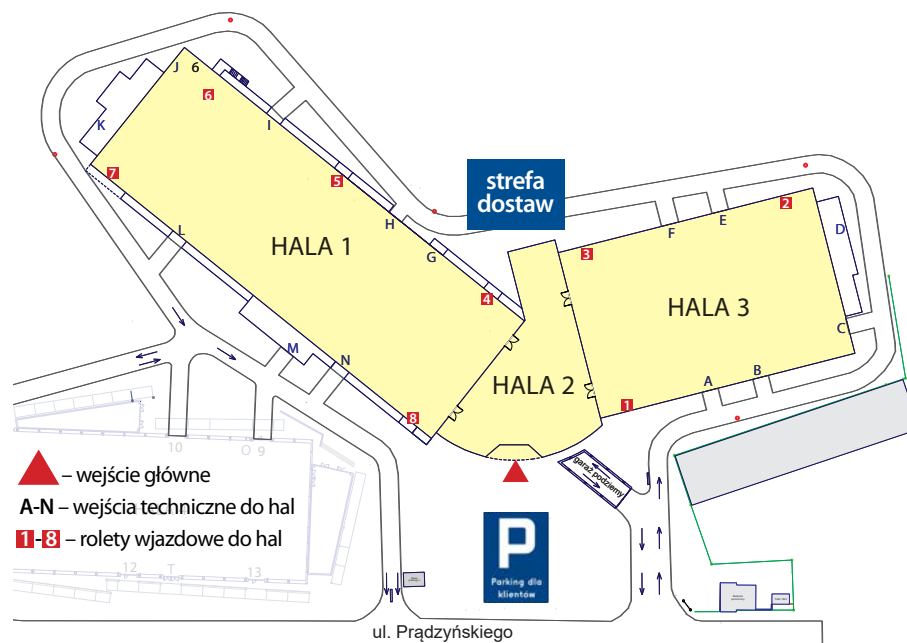 J 6
6
K
I
7
5
strefa
dostaw
2
H
F
E
D
L
HALA 1
G
3
4
HALA 3
C
M
N
HALA 2
A
B
8
1
10
O 9
garaż podziemy
– wejście główne
A-N – wejścia techniczne do hal
1-8 – rolety wjazdowe do hal
P
Parking dla
klientów
12
T
13
ul. Prądzyńskiego